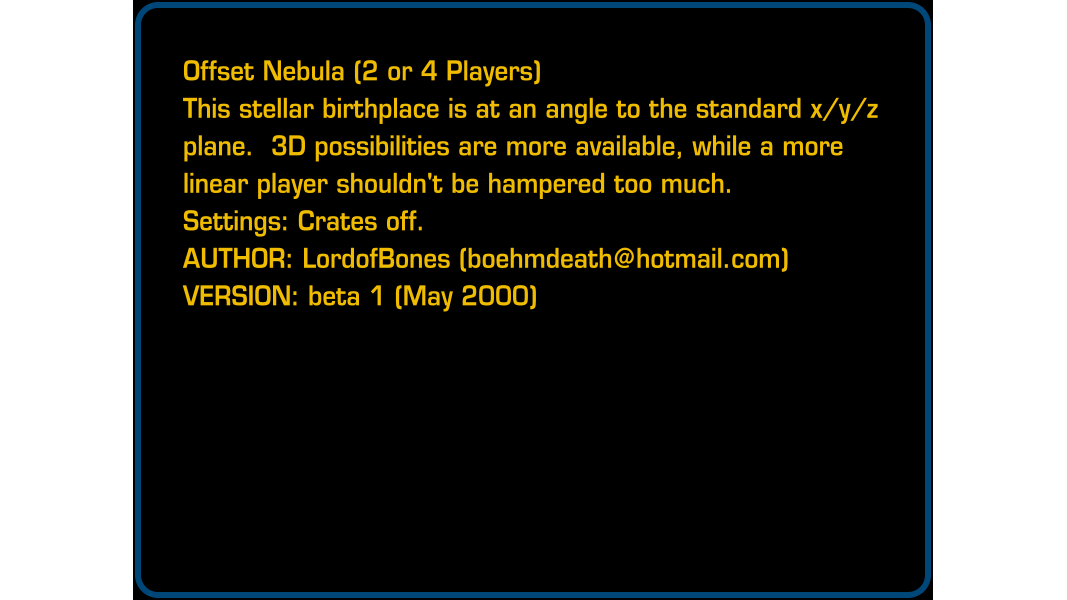 Offset Nebula (2 or 4 Players)
This stellar birthplace is at an angle to the standard x/y/z
plane.  3D possibilities are more available, while a more
linear player shouldn't be hampered too much.
Settings: Crates off.
AUTHOR: LordofBones (boehmdeath@hotmail.com)
VERSION: beta 1 (May 2000)